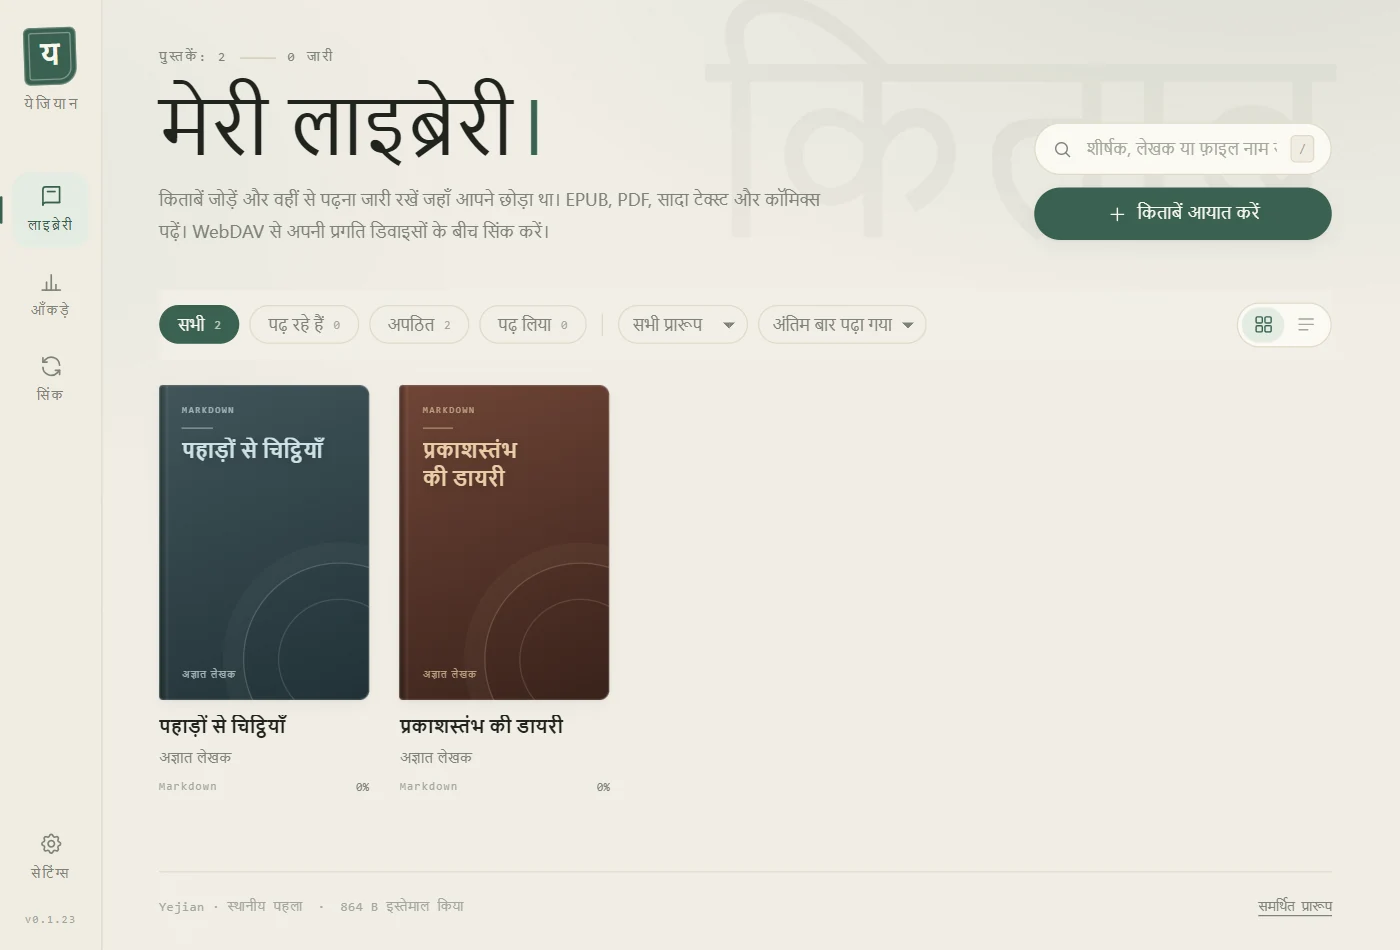 य
येजियान
लाइब्रेरी
आँकड़े
सिंक
सेटिंग्स
v0.1.23
पुस्तकें: 2 0 जारी
मेरी लाइब्रेरी।
किताबें जोड़ें और वहीं से पढ़ना जारी रखें जहाँ आपने छोड़ा था। EPUB, PDF, सादा टेक्स्ट और कॉमिक्स
पढ़ें। WebDAV से अपनी प्रगति डिवाइसों के बीच सिंक करें।
किताब
शीर्षक, लेखक या फ़ाइल नाम /
+ किताबें आयात करें
सभी 2 पढ़ रहे हैं 0 अपठित 2 पढ़ लिया 0 सभी प्रारूप अंतिम बार पढ़ा गया
MARKDOWN
पहाड़ों से चिट्ठियाँ
अज्ञात लेखक
पहाड़ों से चिट्ठियाँ
अज्ञात लेखक
Markdown 0%
MARKDOWN
प्रकाशस्तंभ
की डायरी
अज्ञात लेखक
प्रकाशस्तंभ की डायरी
अज्ञात लेखक
Markdown 0%
Yejian · स्थानीय पहला · 864 B इस्तेमाल किया
समर्थित प्रारूप